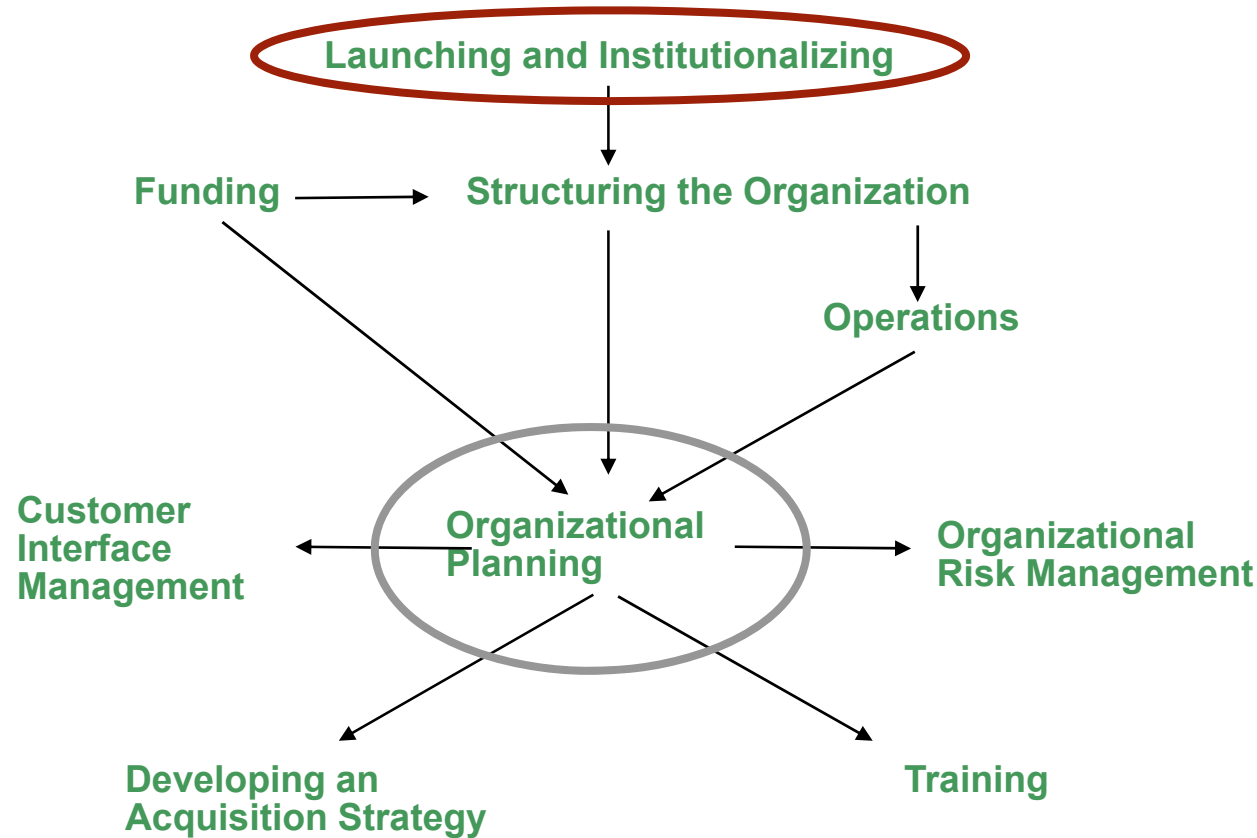 Launching and Institutionalizing
Funding
Structuring the Organization
Operations
Customer
Interface
Management
Organizational
Planning
Organizational
Risk Management
Developing an
Acquisition Strategy
Training